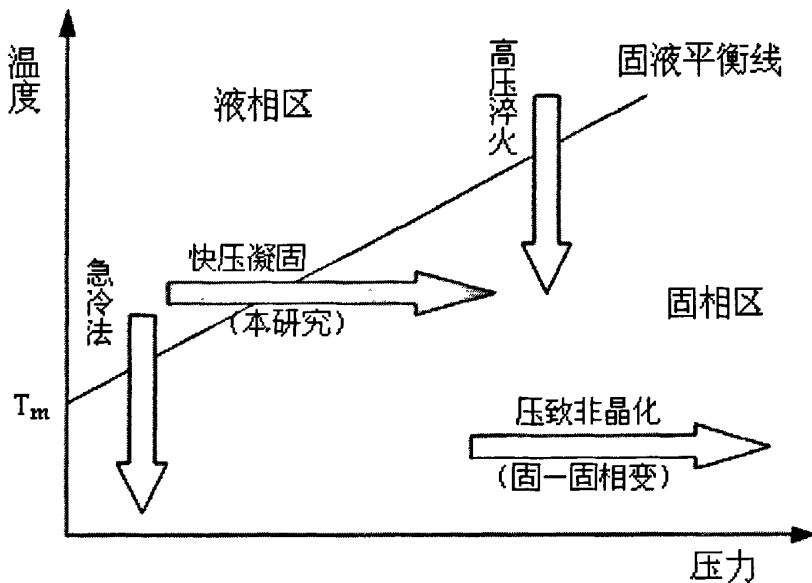 温度
液相区
高压淬火
固液平衡线
急冷法
快压凝固
(本研究)
固相区
Tm
压致非晶化
(固一固相变)
压力